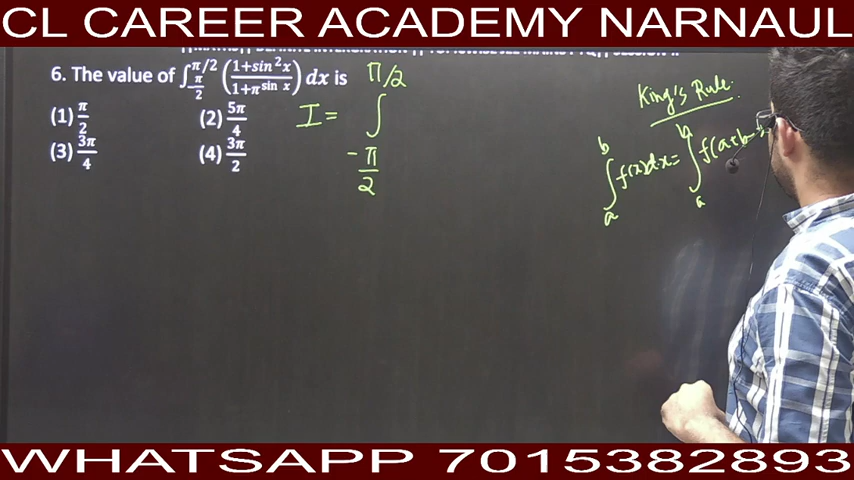 CL CAREER ACADEMY NARNAUL
6. The value of ∫_{-π/2}^{π/2} ((1+sin²x)/(1+π^{sin x})) dx is
(1) π/2 (2) 5π/4
(3) 3π/4 (4) 3π/2
I = ∫_{-π/2}^{π/2}
King's Rule
∫_a^b f(x)dx = ∫_a^b f(a+b-
WHATSAPP 7015382893